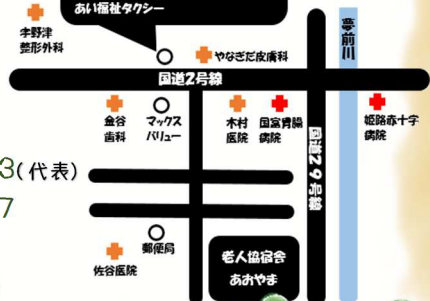 あい福祉タクシー
宇野津
整形外科
やなぎだ皮膚科
夢前川
国道2号線
金谷
歯科
マックス
バリュー
木村
医院
国富胃腸
病院
姫路赤十字
病院
国道29号線
3(代表)
7
郵便局
佐谷医院
老人協宿舎
あおやま